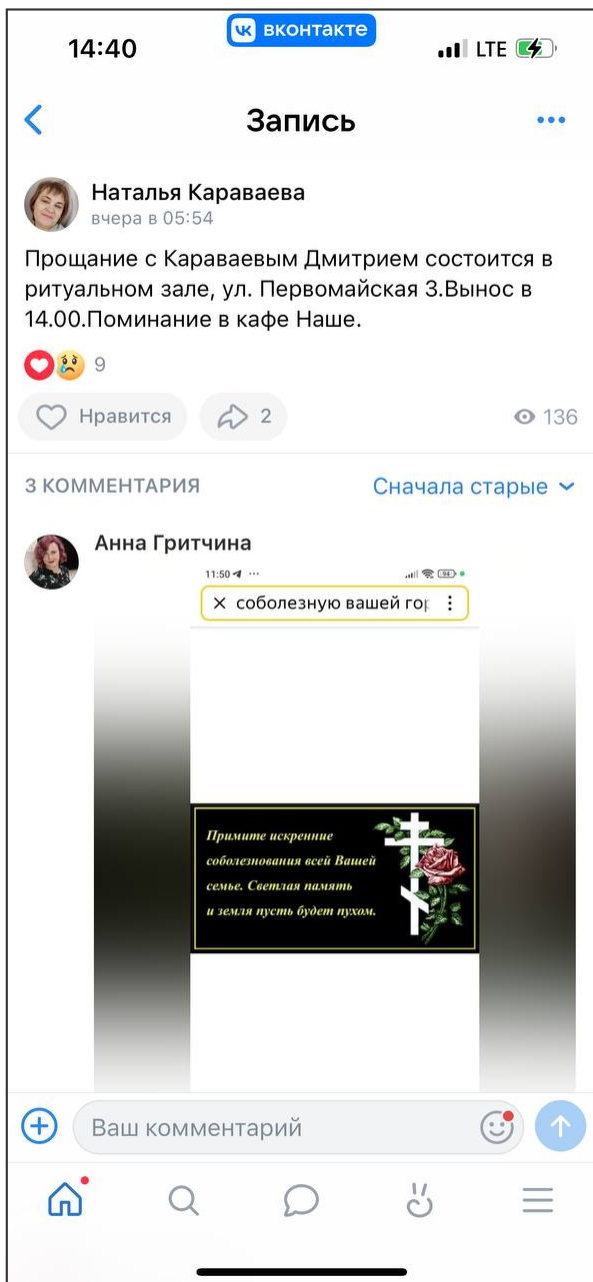 вконтакте
14:40
LTE
Запись
Наталья Караваева
вчера в 05:54
Прощание с Караваевым Дмитрием состоится в
ритуальном зале, ул. Первомайская 3.Вынос в
14.00.Поминание в кафе Наше.
9
Нравится
2
136
3 КОММЕНТАРИЯ
Сначала старые
Анна Гритчина
11:50
94
соболезную вашей гор
Примите искренние
соболезнования всей Вашей
семье. Светлая память
и земля пусть будет пухом.
Ваш комментарий